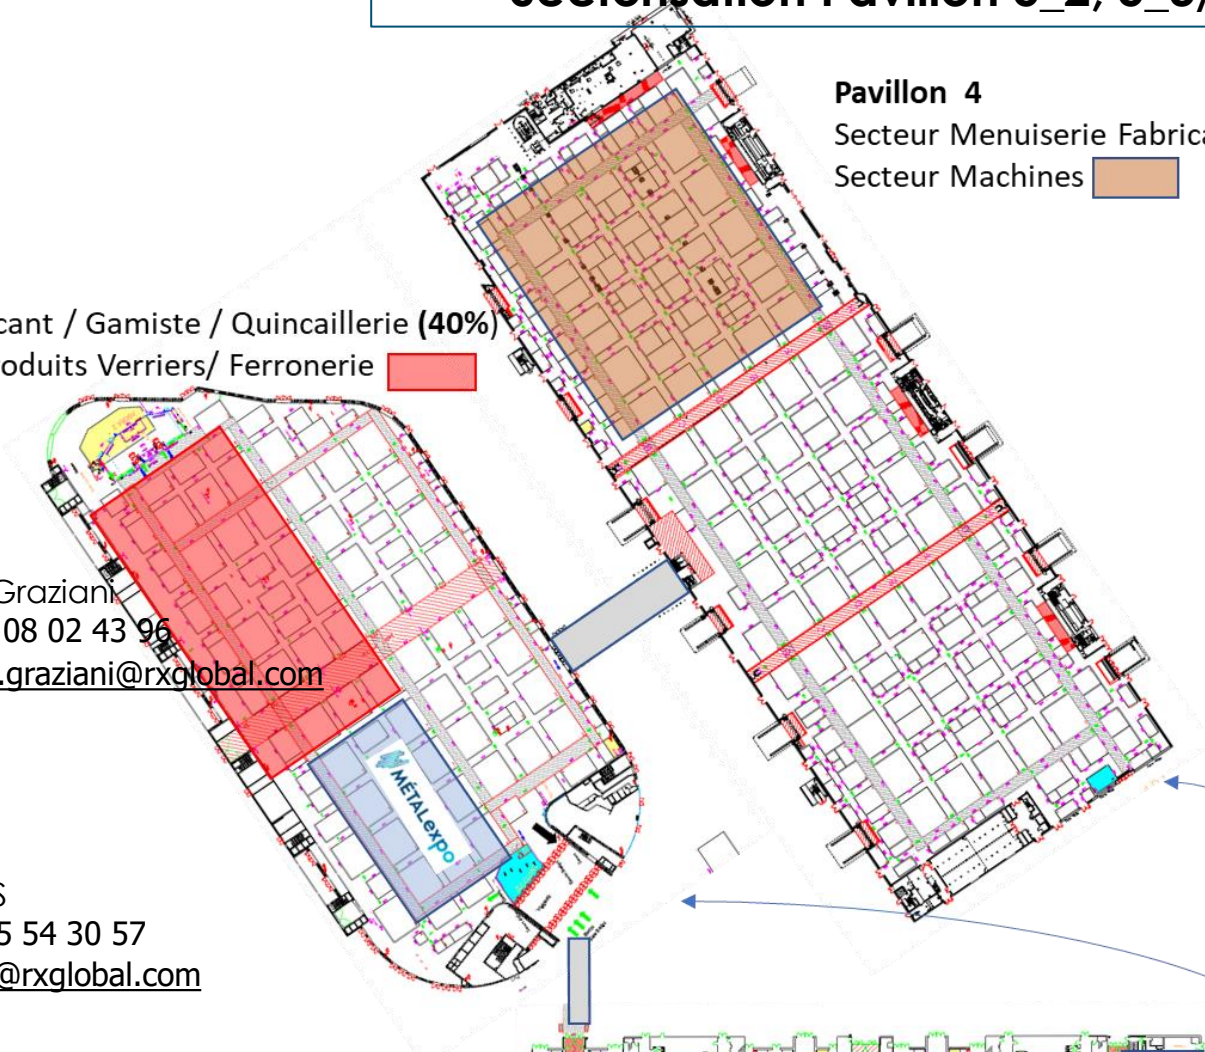 Pavillon 4
Secteur Menuiserie Fabrica
Secteur Machines
cant / Gamiste / Quincaillerie (40%)
oduits Verriers/ Ferronerie
Graziani
08 02 43 96
.graziani@rxglobal.com
MÉTALexpo
S
5 54 30 57
@rxglobal.com